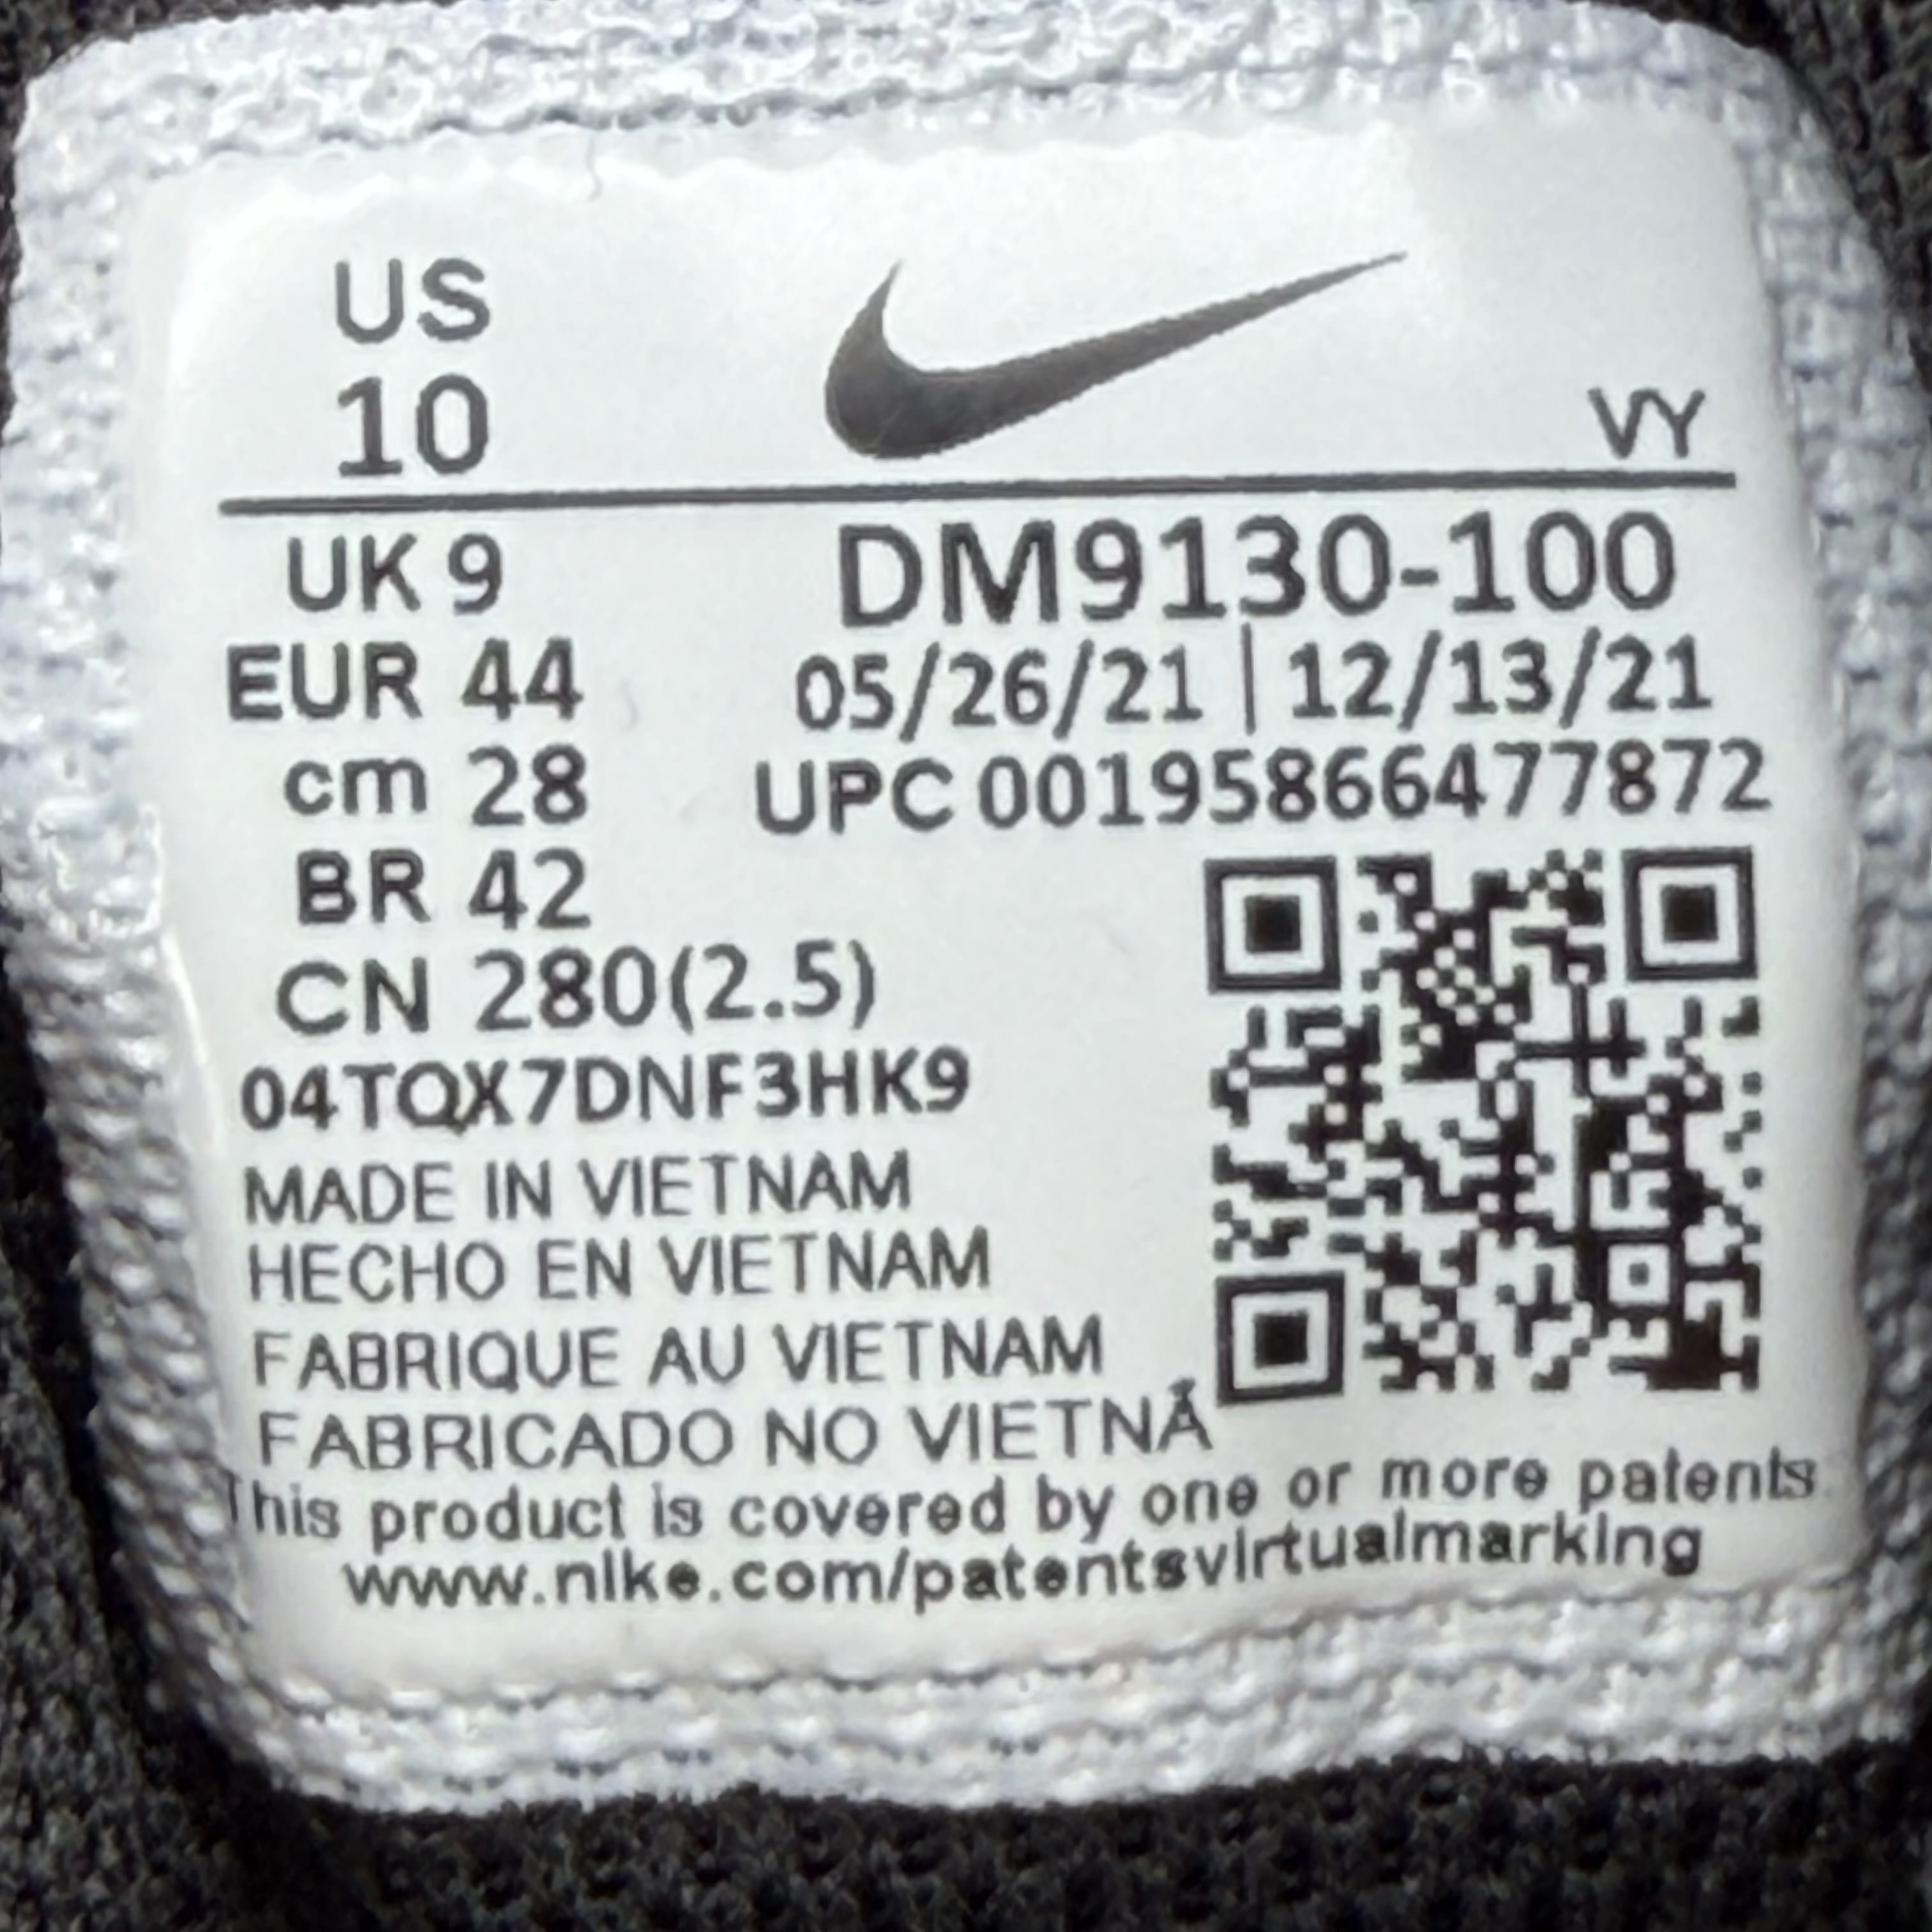 US
10
VY
UK 9
DM9130-100
EUR 44
05/26/21 | 12/13/21
cm 28
UPC 00195866477872
BR 42
CN 280(2.5)
04TQX7DNF3HK9
MADE IN VIETNAM
HECHO EN VIETNAM
FABRIQUE AU VIETNAM
FABRICADO NO VIETNÃ
This product is covered by one or more patents
www.nike.com/patentsvirtualmarking